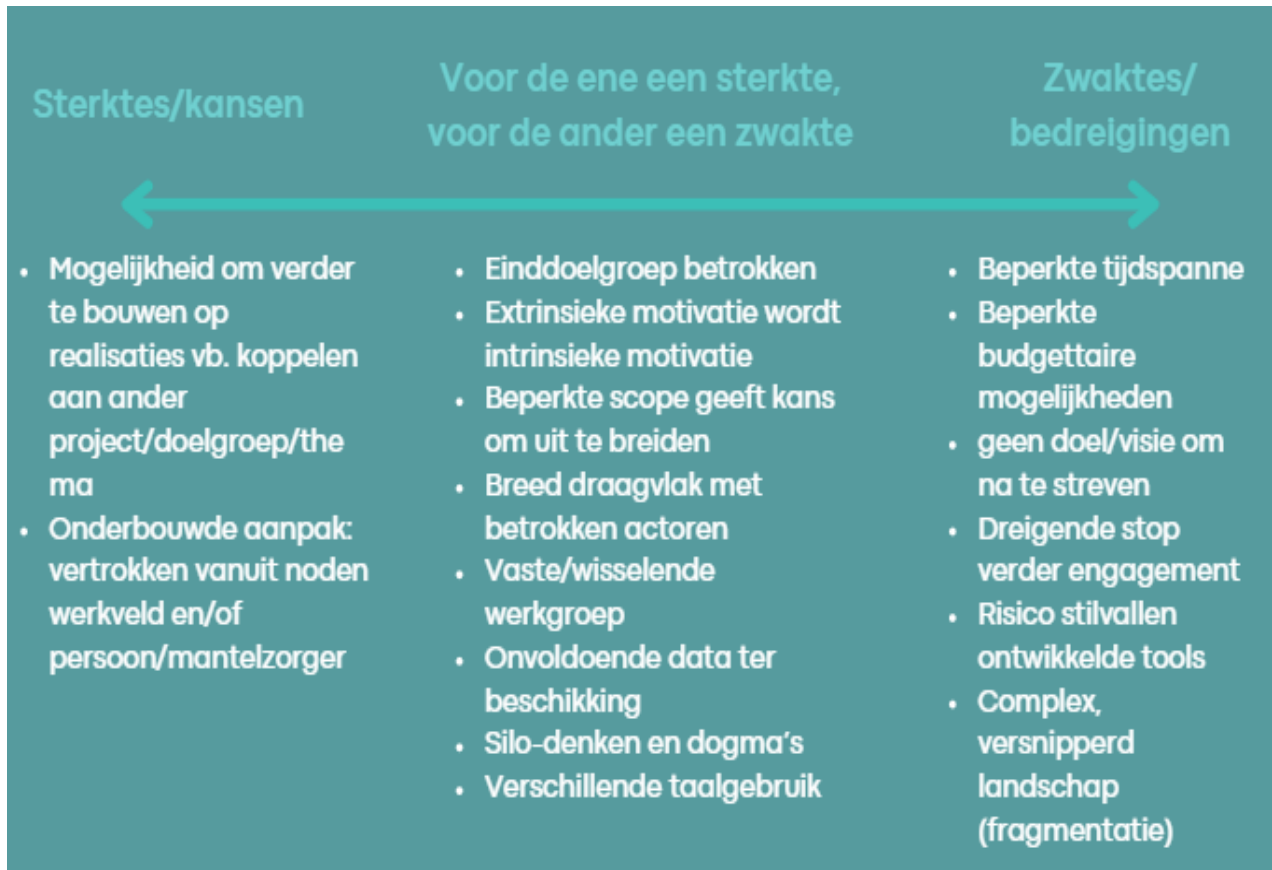 Sterktes/kansen
Voor de ene een sterkte,
voor de ander een zwakte
Zwaktes/
bedreigingen
• Mogelijkheid om verder
te bouwen op
realisaties vb. koppelen
aan ander
project/doelgroep/the
ma
• Onderbouwde aanpak:
vertrokken vanuit noden
werkveld en/of
persoon/mantelzorger
• Einddoelgroep betrokken
• Extrinsieke motivatie wordt
intrinsieke motivatie
• Beperkte scope geeft kans
om uit te breiden
• Breed draagvlak met
betrokken actoren
• Vaste/wisselende
werkgroep
• Onvoldoende data ter
beschikking
• Silo-denken en dogma's
• Verschillende taalgebruik
• Beperkte tijdspanne
• Beperkte
budgettaire
mogelijkheden
• geen doel/visie om
na te streven
• Dreigende stop
verder engagement
• Risico stilvallen
ontwikkelde tools
• Complex,
versnipperd
landschap
(fragmentatie)